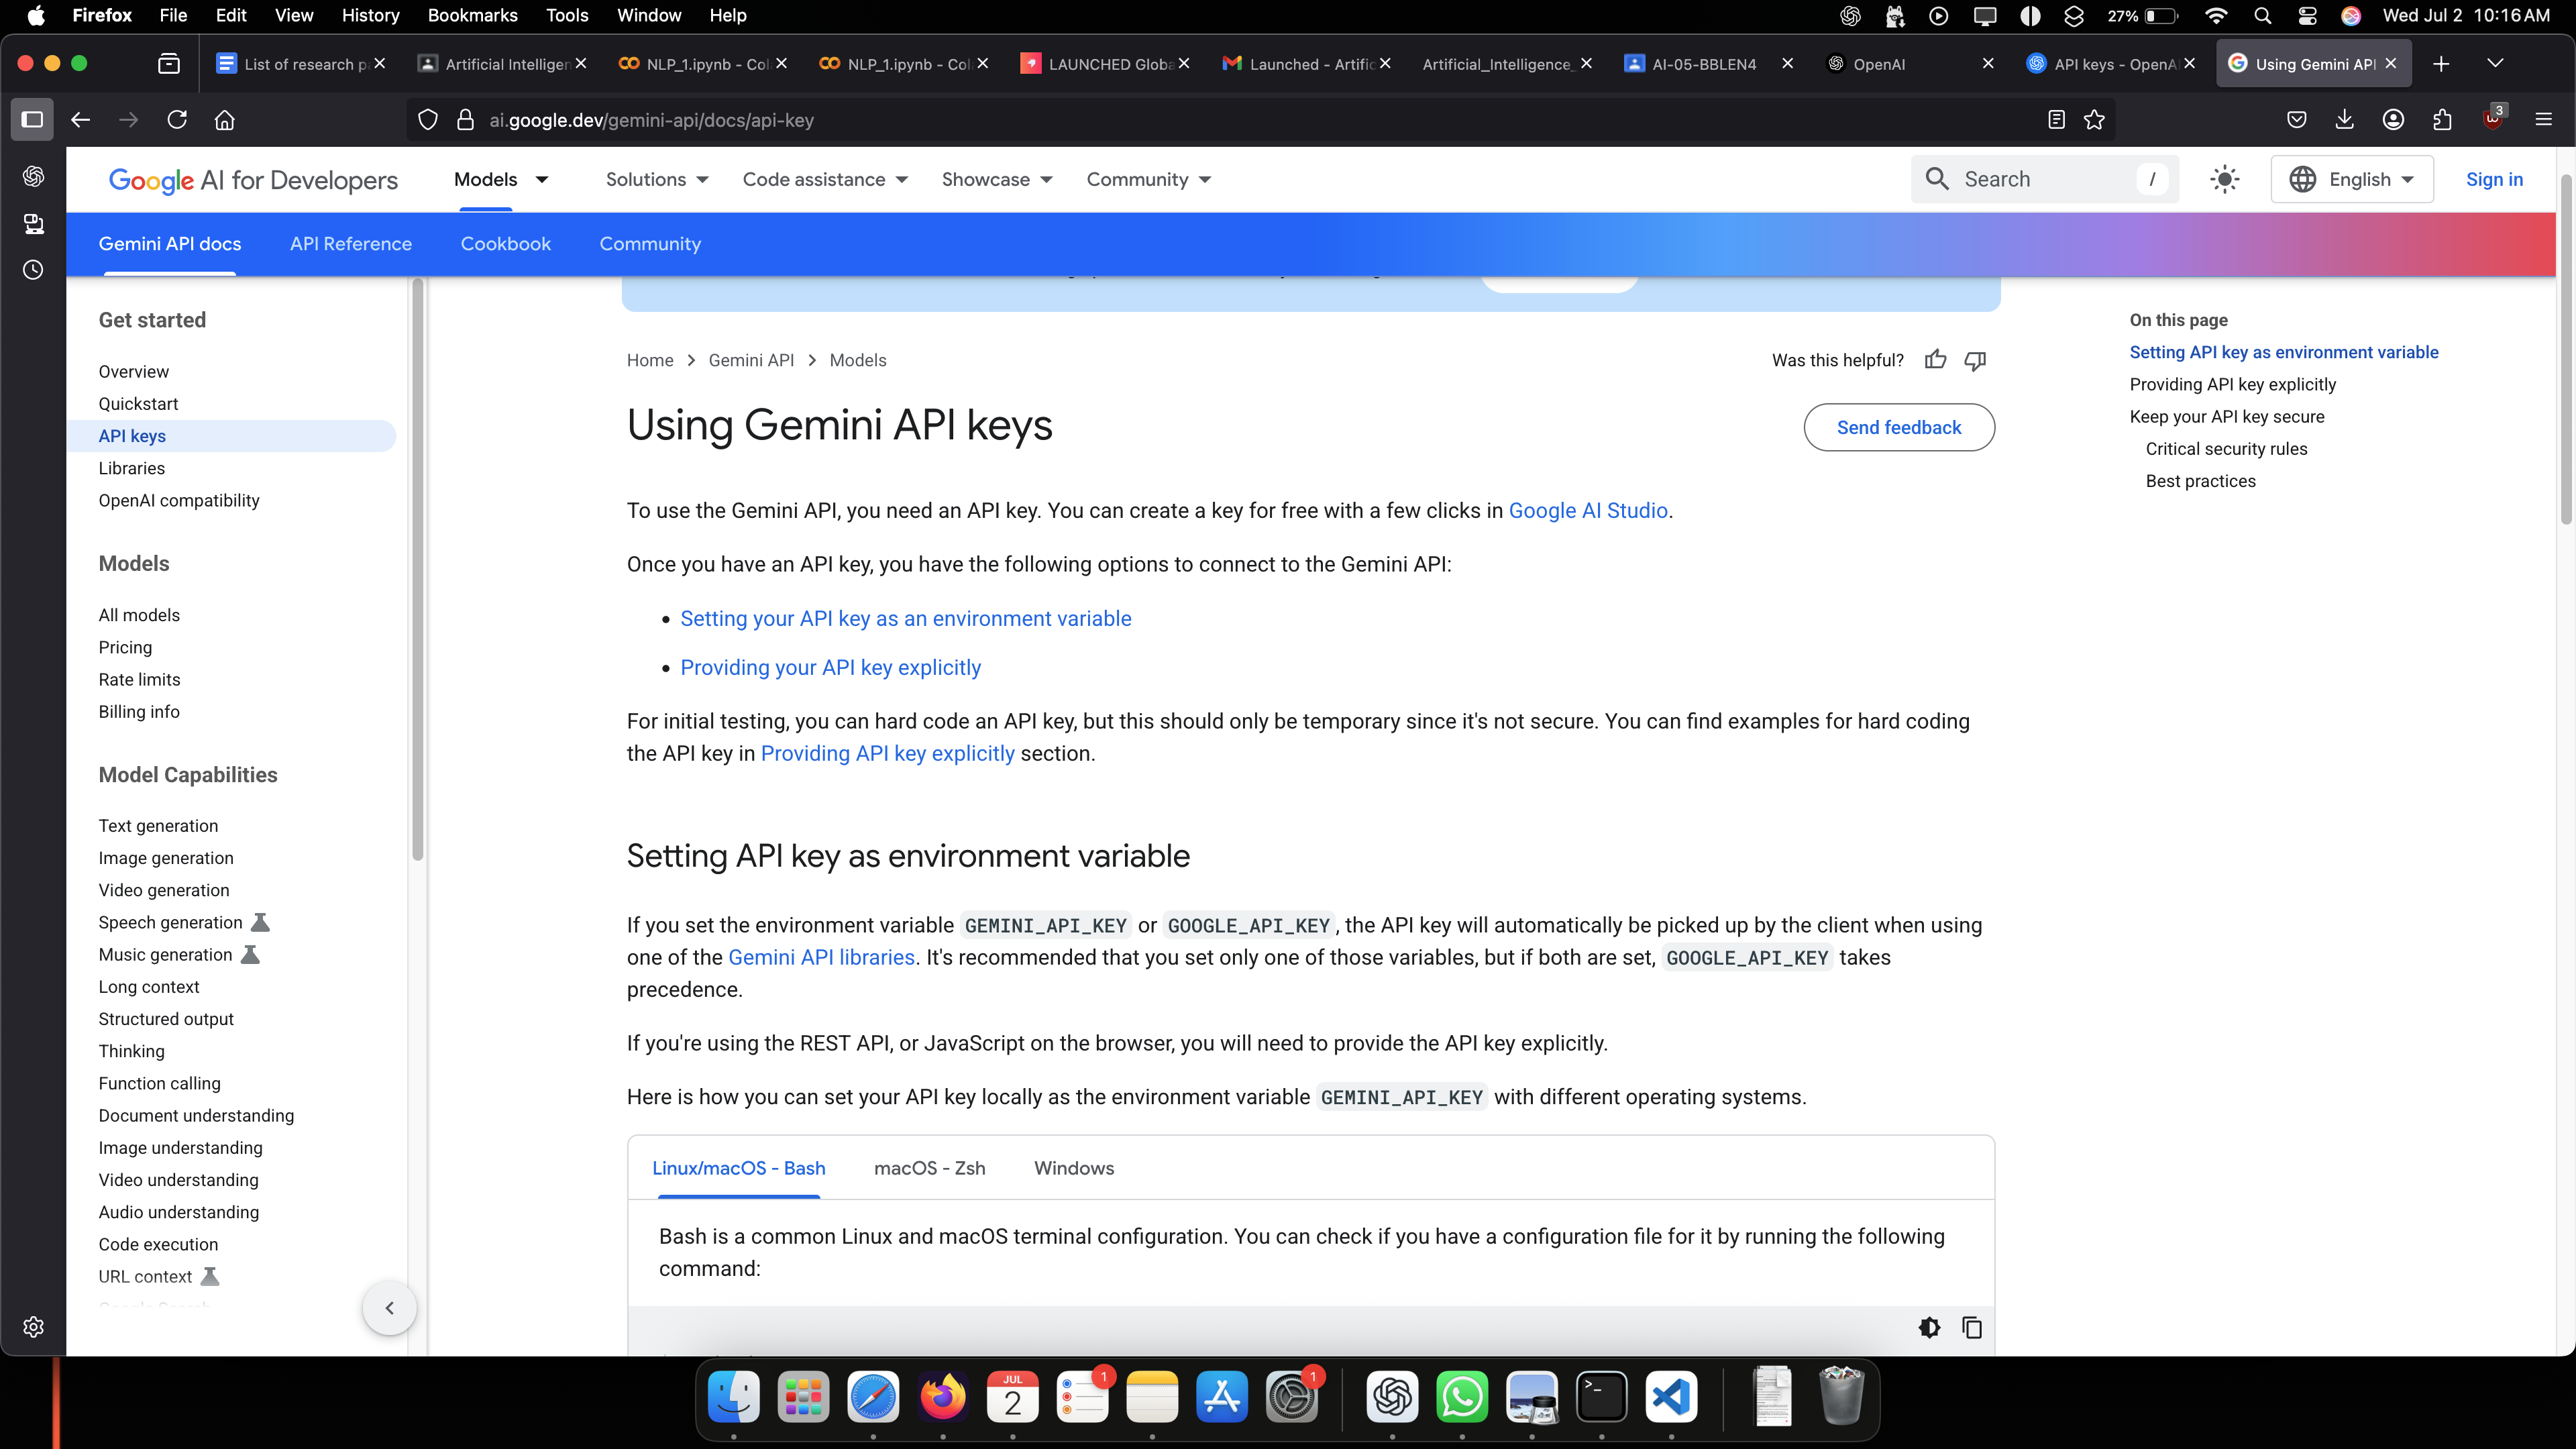 Firefox File Edit View History Bookmarks Tools Window Help 27% Wed Jul 2 10:16 AM
List of research Artificial Intelligen NLP_1.ipynb - Col NLP_1.ipynb - Col LAUNCHED Globa Launched - Artific Artificial_Intelligence_ AI-05-BBLEN4 OpenAI API keys - OpenA Using Gemini API
ai.google.dev/gemini-api/docs/api-key 3
Google AI for Developers Models Solutions Code assistance Showcase Community Search / English Sign in
Gemini API docs API Reference Cookbook Community
Get started
Overview
Quickstart
API keys
Libraries
OpenAI compatibility
Models
All models
Pricing
Rate limits
Billing info
Model Capabilities
Text generation
Image generation
Video generation
Speech generation
Music generation
Long context
Structured output
Thinking
Function calling
Document understanding
Image understanding
Video understanding
Audio understanding
Code execution
URL context
Google Search
Home > Gemini API > Models
Was this helpful?
Using Gemini API keys
Send feedback
To use the Gemini API, you need an API key. You can create a key for free with a few clicks in Google AI Studio.
Once you have an API key, you have the following options to connect to the Gemini API:
• Setting your API key as an environment variable
• Providing your API key explicitly
For initial testing, you can hard code an API key, but this should only be temporary since it's not secure. You can find examples for hard coding
the API key in Providing API key explicitly section.
Setting API key as environment variable
If you set the environment variable GEMINI_API_KEY or GOOGLE_API_KEY, the API key will automatically be picked up by the client when using
one of the Gemini API libraries. It's recommended that you set only one of those variables, but if both are set, GOOGLE_API_KEY takes
precedence.
If you're using the REST API, or JavaScript on the browser, you will need to provide the API key explicitly.
Here is how you can set your API key locally as the environment variable GEMINI_API_KEY with different operating systems.
Linux/macOS - Bash macOS - Zsh Windows
Bash is a common Linux and macOS terminal configuration. You can check if you have a configuration file for it by running the following
command:
On this page
Setting API key as environment variable
Providing API key explicitly
Keep your API key secure
Critical security rules
Best practices
JUL
2
1
1